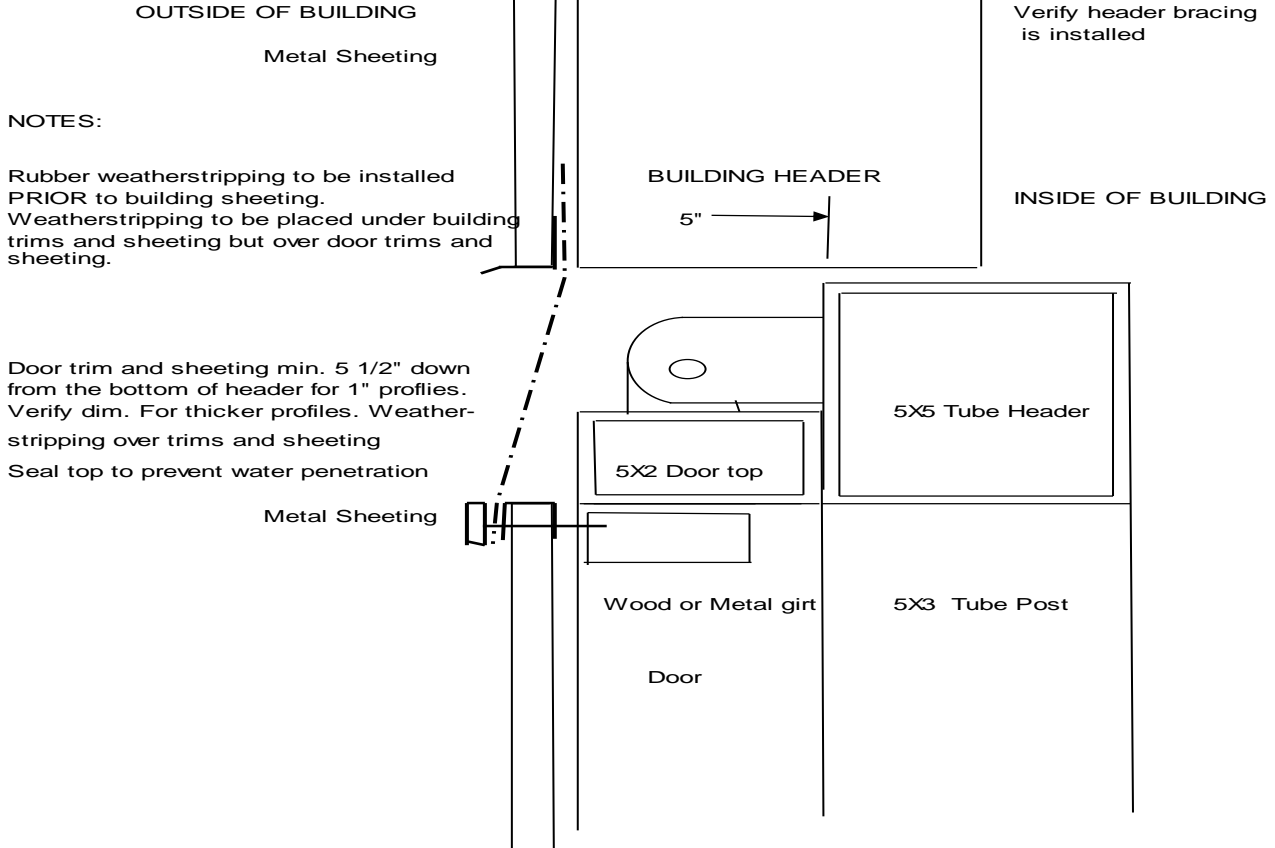 OUTSIDE OF BUILDING
Metal Sheeting
Verify header bracing
is installed
NOTES:
Rubber weatherstripping to be installed
PRIOR to building sheeting.
Weatherstripping to be placed under building
trims and sheeting but over door trims and
sheeting.
BUILDING HEADER
5"
INSIDE OF BUILDING
Door trim and sheeting min. 5 1/2" down
from the bottom of header for 1" proflies.
Verify dim. For thicker profiles. Weather-
stripping over trims and sheeting
Seal top to prevent water penetration
Metal Sheeting
5X5 Tube Header
5X2 Door top
Wood or Metal girt
5X3 Tube Post
Door